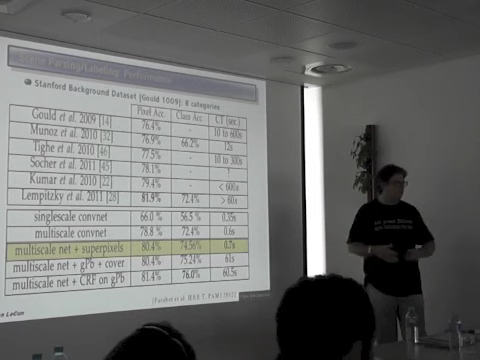 Scene Parsing/Labeling: Performance
Stanford Background Dataset [Gould 1009]: 8 categories
Pixel Acc. Class Acc. CT (sec.)
Gould et al. 2009 [14] 76.4% - 10 to 600s
Munoz et al. 2010 [32] 76.9% 66.2% 12s
Tighe et al. 2010 [46] 77.5% - 10 to 300s
Socher et al. 2011 [45] 78.1% - ?
Kumar et al. 2010 [22] 79.4% - < 600s
Lempitzky et al. 2011 [28] 81.9% 72.4% > 60s
singlescale convnet 66.0 % 56.5 % 0.35s
multiscale convnet 78.8 % 72.4% 0.6s
multiscale net + superpixels 80.4% 74.56% 0.7s
multiscale net + gPb + cover 80.4% 75.24% 61s
multiscale net + CRF on gPb 81.4% 76.0% 60.5s
[Farabet et al.
n LeCun